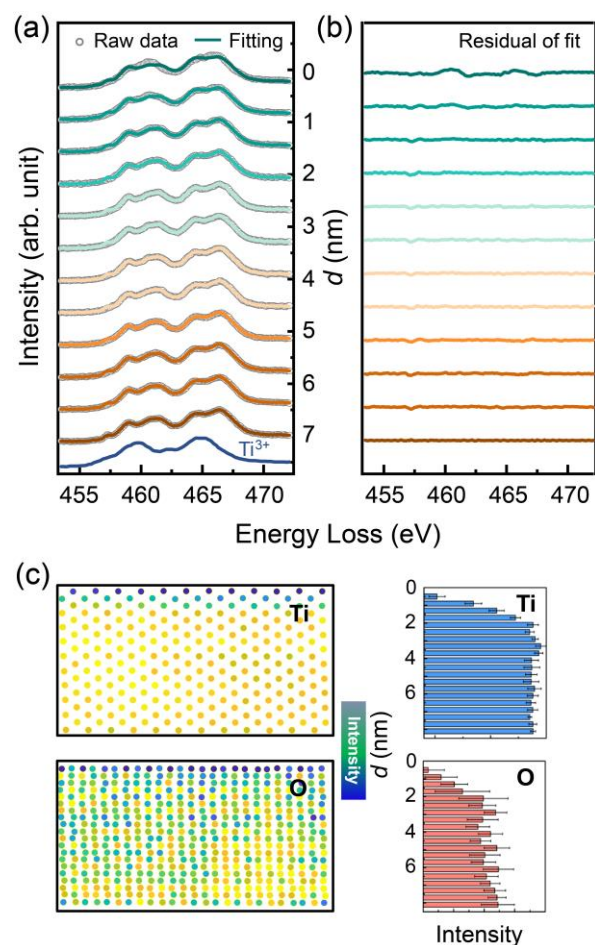 (a)
(b)
Raw data
Fitting
Residual of fit
Intensity (arb. unit)
0
1
2
3
4
5
6
7
d (nm)
Ti³⁺
455 460 465 470
455 460 465 470
Energy Loss (eV)
(c)
Ti
O
Intensity
d (nm)
0
2
4
6
Ti
0
2
4
6
O
Intensity